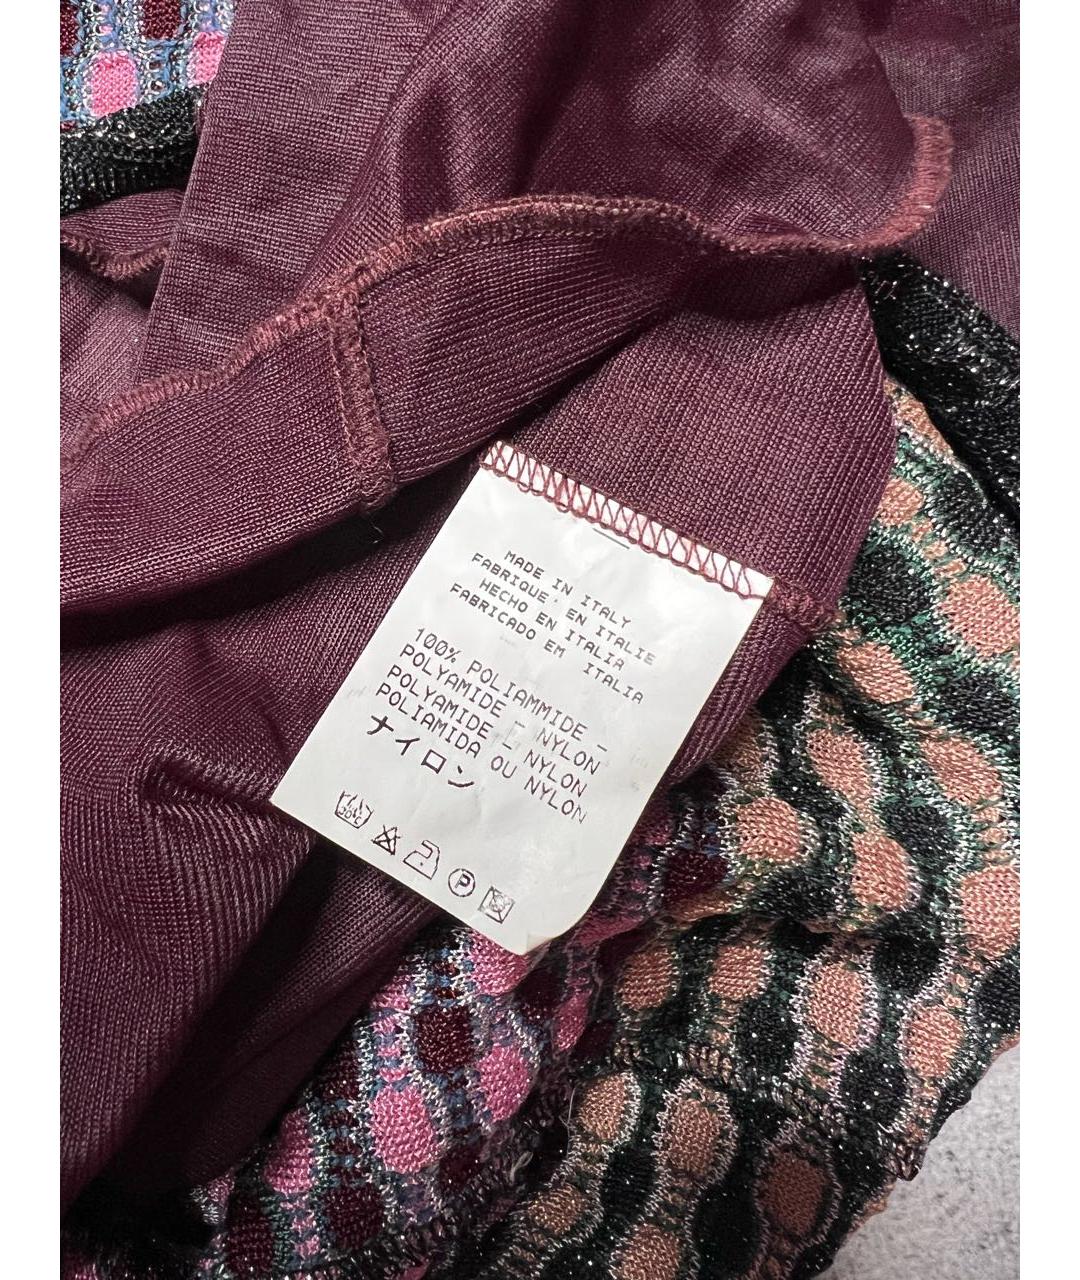 MADE IN ITALY
FABRIQUE EN ITALIE
HECHO EN ITALIA
FABRICADO EM ITALIA
100% POLIAMMIDE -
POLYAMIDE - NYLON
POLYAMIDE - NYLON
POLIAMIDA OU NYLON
ナイロン
30°C
P